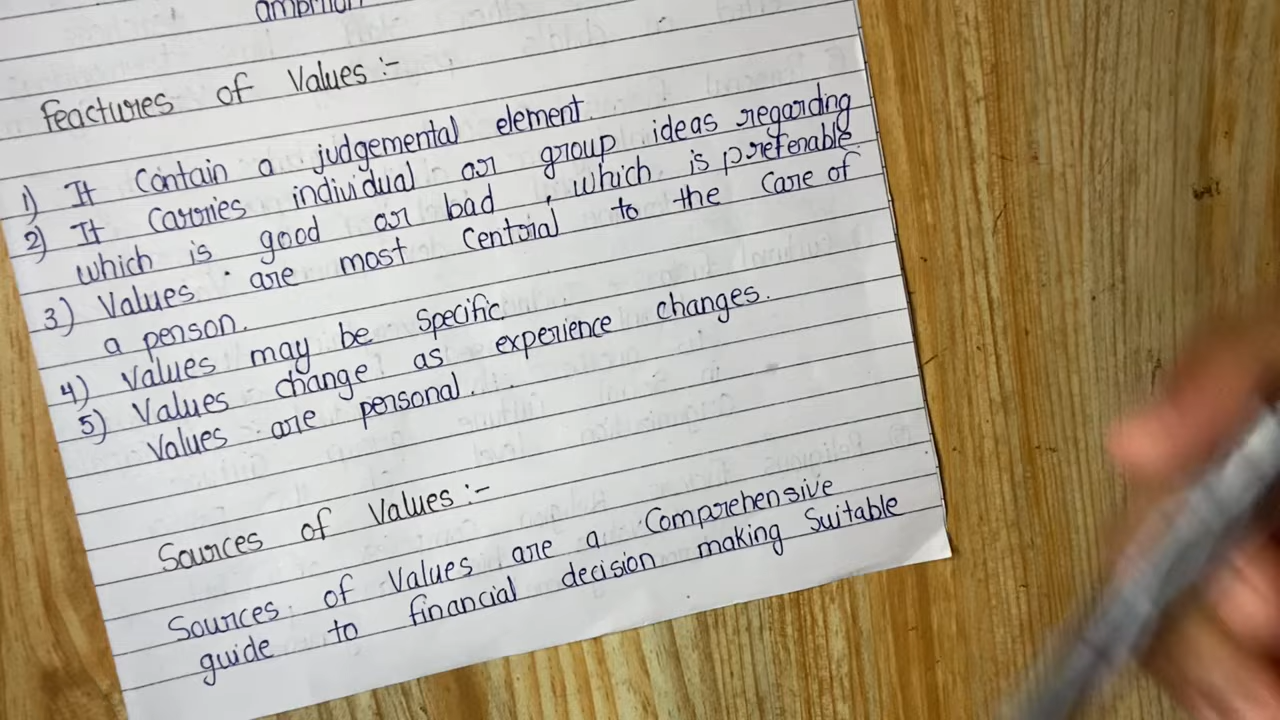 ambition
Feactures of Values :-
1) It Contain a judgemental element.
2) It Carries individual or group ideas regarding
which is good or bad, which is preferable.
3) Values are most Central to the Care of
a person.
4) Values may be Specific.
5) Values change as experience changes.
Values are personal.
Sources of Values :-
Sources of Values are a Comprehensive
guide to financial decision making Suitable